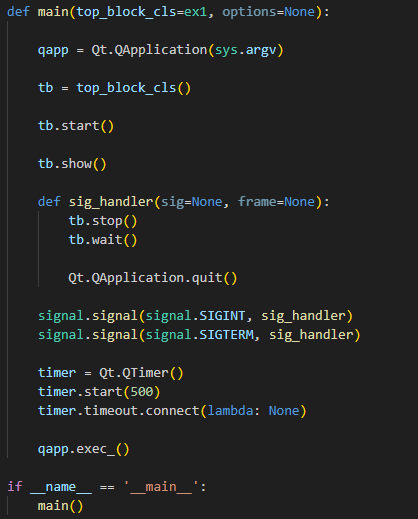 def main(top_block_cls=ex1, options=None):
    qapp = Qt.QApplication(sys.argv)
    tb = top_block_cls()
    tb.start()
    tb.show()
    def sig_handler(sig=None, frame=None):
        tb.stop()
        tb.wait()
        Qt.QApplication.quit()
    signal.signal(signal.SIGINT, sig_handler)
    signal.signal(signal.SIGTERM, sig_handler)
    timer = Qt.QTimer()
    timer.start(500)
    timer.timeout.connect(lambda: None)
    qapp.exec_()
if __name__ == '__main__':
    main()